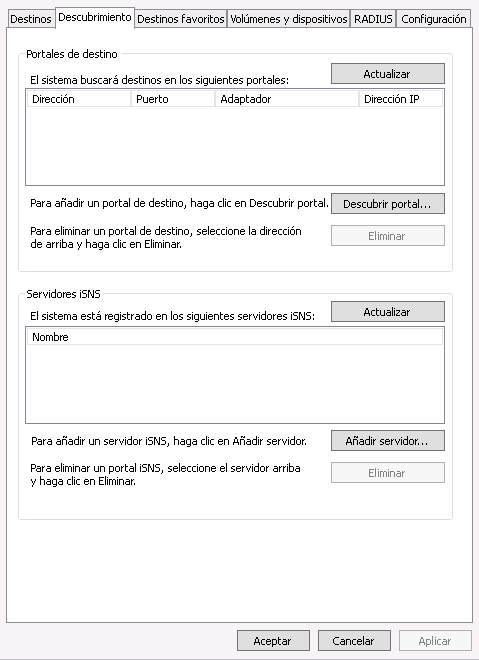 Destinos Descubrimiento Destinos favoritos Volúmenes y dispositivos RADIUS Configuración
Portales de destino
El sistema buscará destinos en los siguientes portales: Actualizar
Dirección Puerto Adaptador Dirección IP
Para añadir un portal de destino, haga clic en Descubrir portal. Descubrir portal...
Para eliminar un portal de destino, seleccione la dirección
de arriba y haga clic en Eliminar.
Eliminar
Servidores iSNS
El sistema está registrado en los siguientes servidores iSNS: Actualizar
Nombre
Para añadir un servidor iSNS, haga clic en Añadir servidor. Añadir servidor...
Para eliminar un portal iSNS, seleccione el servidor arriba
y haga clic en Eliminar.
Eliminar
Aceptar Cancelar Aplicar